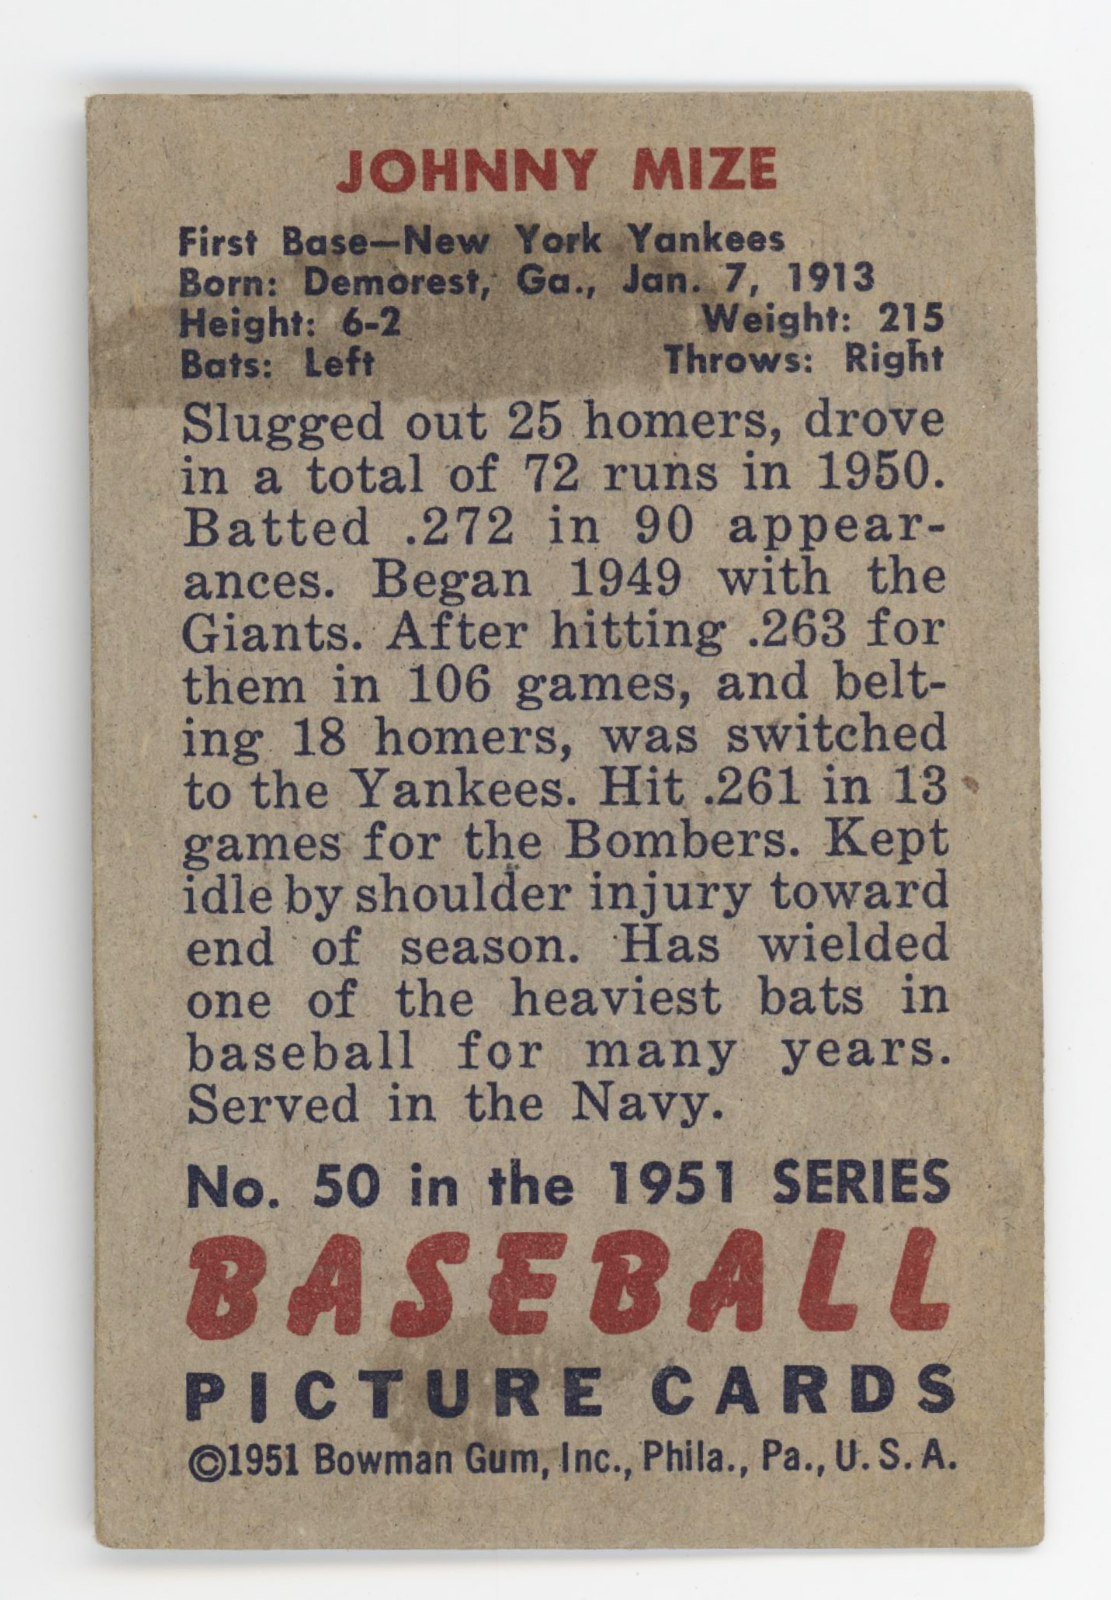 JOHNNY MIZE
First Base—New York Yankees
Born: Demorest, Ga., Jan. 7, 1913
Height: 6-2 Weight: 215
Bats: Left Throws: Right
Slugged out 25 homers, drove
in a total of 72 runs in 1950.
Batted .272 in 90 appear-
ances. Began 1949 with the
Giants. After hitting .263 for
them in 106 games, and belt-
ing 18 homers, was switched
to the Yankees. Hit .261 in 13
games for the Bombers. Kept
idle by shoulder injury toward
end of season. Has wielded
one of the heaviest bats in
baseball for many years.
Served in the Navy.
No. 50 in the 1951 SERIES
BASEBALL
PICTURE CARDS
©1951 Bowman Gum, Inc., Phila., Pa., U. S. A.